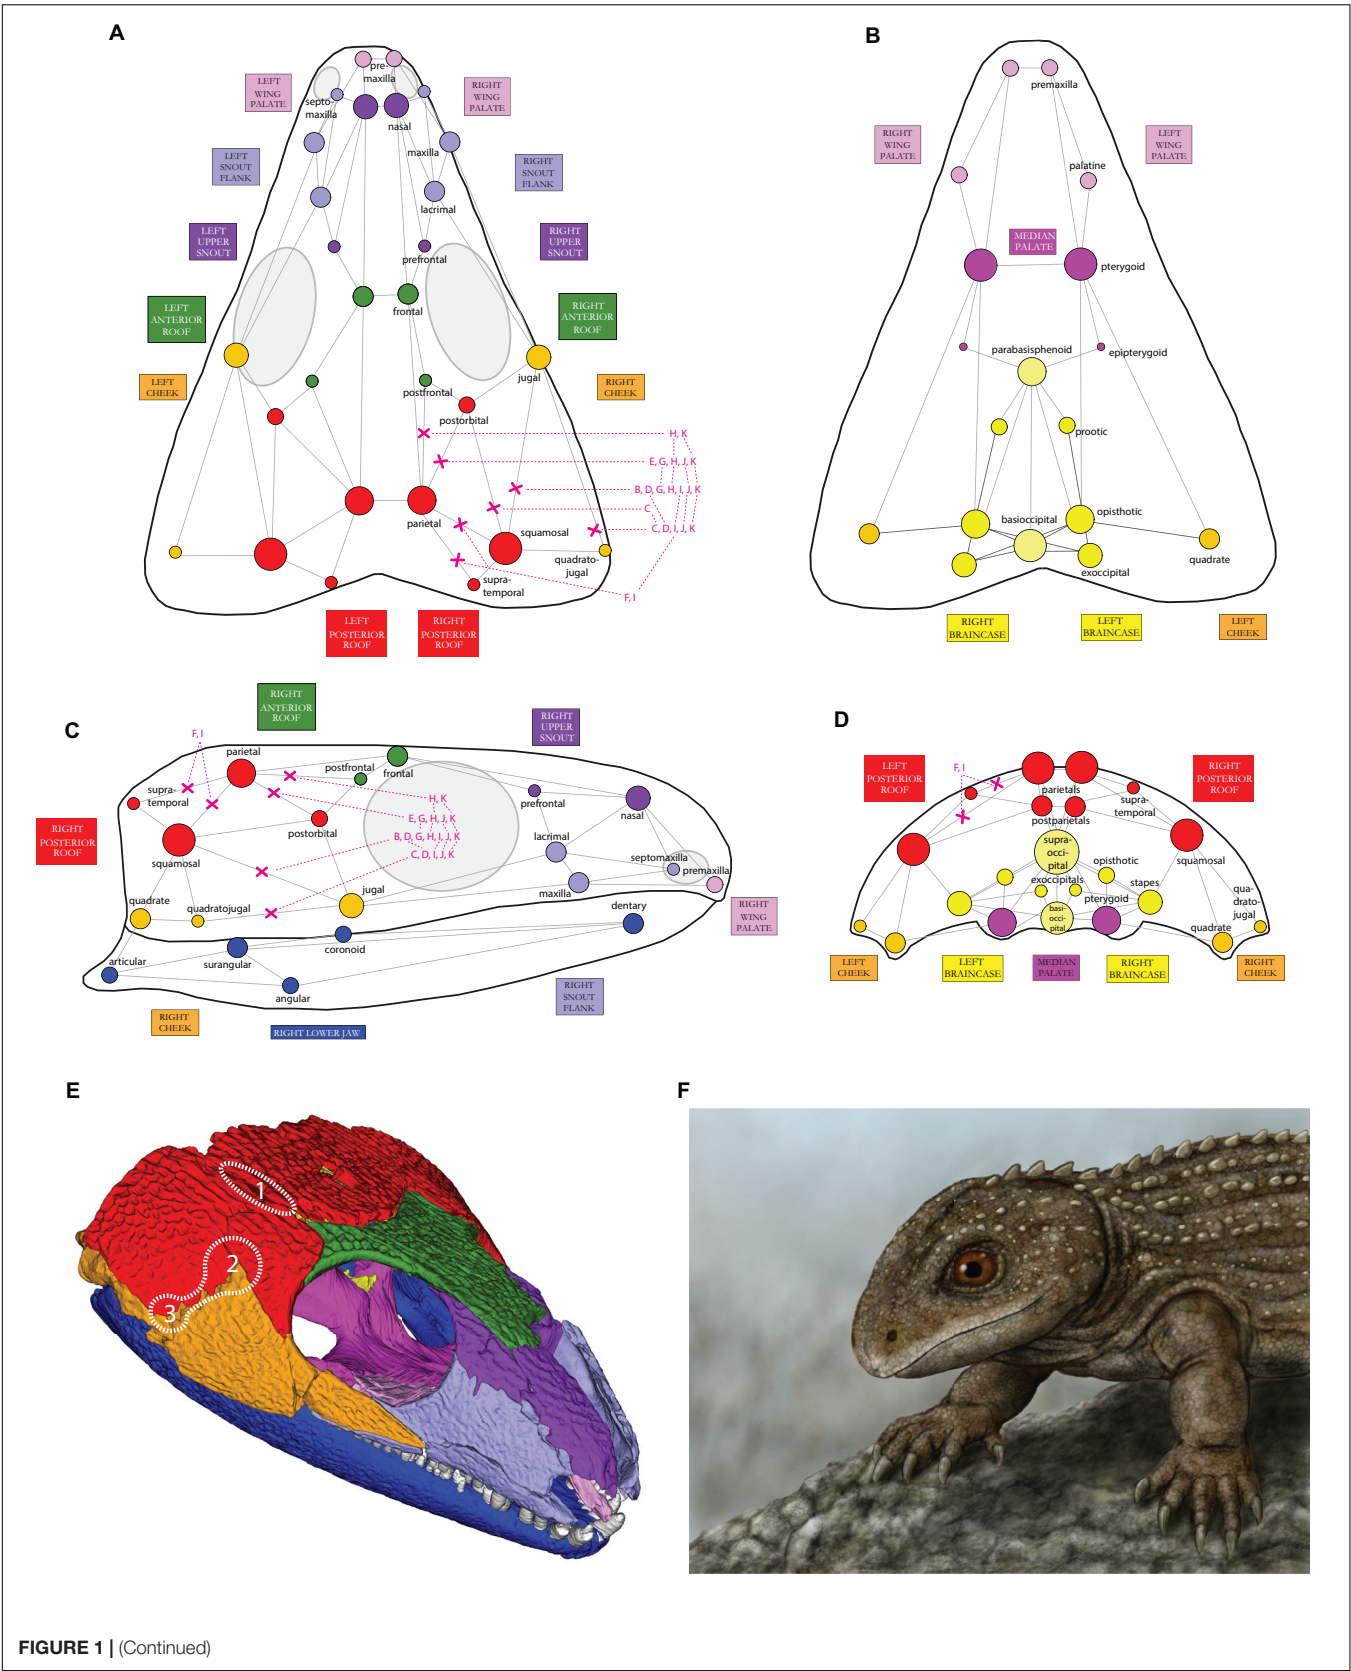 A
LEFT
WING
PALATE
pre-
maxilla
septo-
maxilla
RIGHT
WING
PALATE
nasal
LEFT
SNOUT
FLANK
maxilla
RIGHT
SNOUT
FLANK
lacrimal
LEFT
UPPER
SNOUT
prefrontal
RIGHT
UPPER
SNOUT
LEFT
ANTERIOR
ROOF
frontal
RIGHT
ANTERIOR
ROOF
LEFT
CHEEK
jugal
RIGHT
CHEEK
postfrontal
postorbital
H, K
E, G, H, J, K
B, D, G, H, I, J, K
C
C, D, I, J, K
F, I
parietal
squamosal
quadrato-
jugal
supra-
temporal
LEFT
POSTERIOR
ROOF
RIGHT
POSTERIOR
ROOF
B
premaxilla
RIGHT
WING
PALATE
LEFT
WING
PALATE
palatine
MEDIAN
PALATE
pterygoid
parabasisphenoid
epipterygoid
prootic
basioccipital
opisthotic
exoccipital
quadrate
RIGHT
BRAINCASE
LEFT
BRAINCASE
LEFT
CHEEK
C
RIGHT
ANTERIOR
ROOF
RIGHT
UPPER
SNOUT
F, I
parietal
postfrontal
frontal
supra-
temporal
prefrontal
nasal
H, K
E, G, H, J, K
B, D, G, H, I, J, K
C, D, I, J, K
RIGHT
POSTERIOR
ROOF
postorbital
lacrimal
squamosal
septomaxilla
premaxilla
jugal
maxilla
quadrate
quadratojugal
dentary
RIGHT
WING
PALATE
coronoid
articular
surangular
angular
RIGHT
SNOUT
FLANK
RIGHT
CHEEK
RIGHT LOWER JAW
D
LEFT
POSTERIOR
ROOF
F, I
RIGHT
POSTERIOR
ROOF
parietals
supra-
temporal
postparietals
supra-
occi-
pital
opisthotic
squamosal
exoccipitals
stapes
pterygoid
qua-
drato-
jugal
basi-
occi-
pital
quadrate
LEFT
CHEEK
LEFT
BRAINCASE
MEDIAN
PALATE
RIGHT
BRAINCASE
RIGHT
CHEEK
E
1
2
3
F
FIGURE 1 | (Continued)